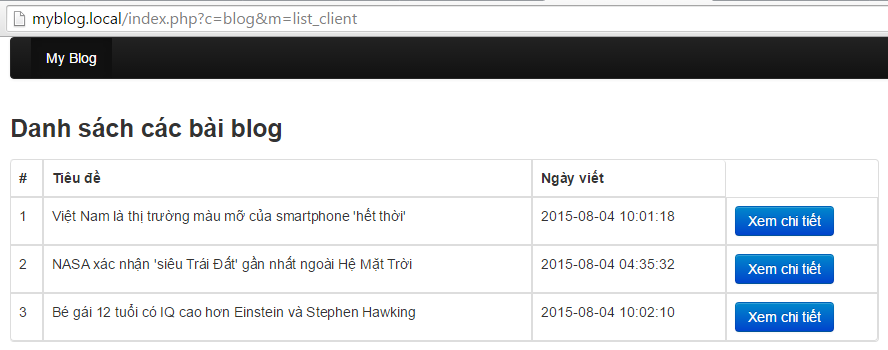 myblog.local/index.php?c=blog&m=list_client
My Blog
Danh sách các bài blog
# Tiêu đề Ngày viết
1 Việt Nam là thị trường màu mỡ của smartphone 'hết thời' 2015-08-04 10:01:18 Xem chi tiết
2 NASA xác nhận 'siêu Trái Đất' gần nhất ngoài Hệ Mặt Trời 2015-08-04 04:35:32 Xem chi tiết
3 Bé gái 12 tuổi có IQ cao hơn Einstein và Stephen Hawking 2015-08-04 10:02:10 Xem chi tiết